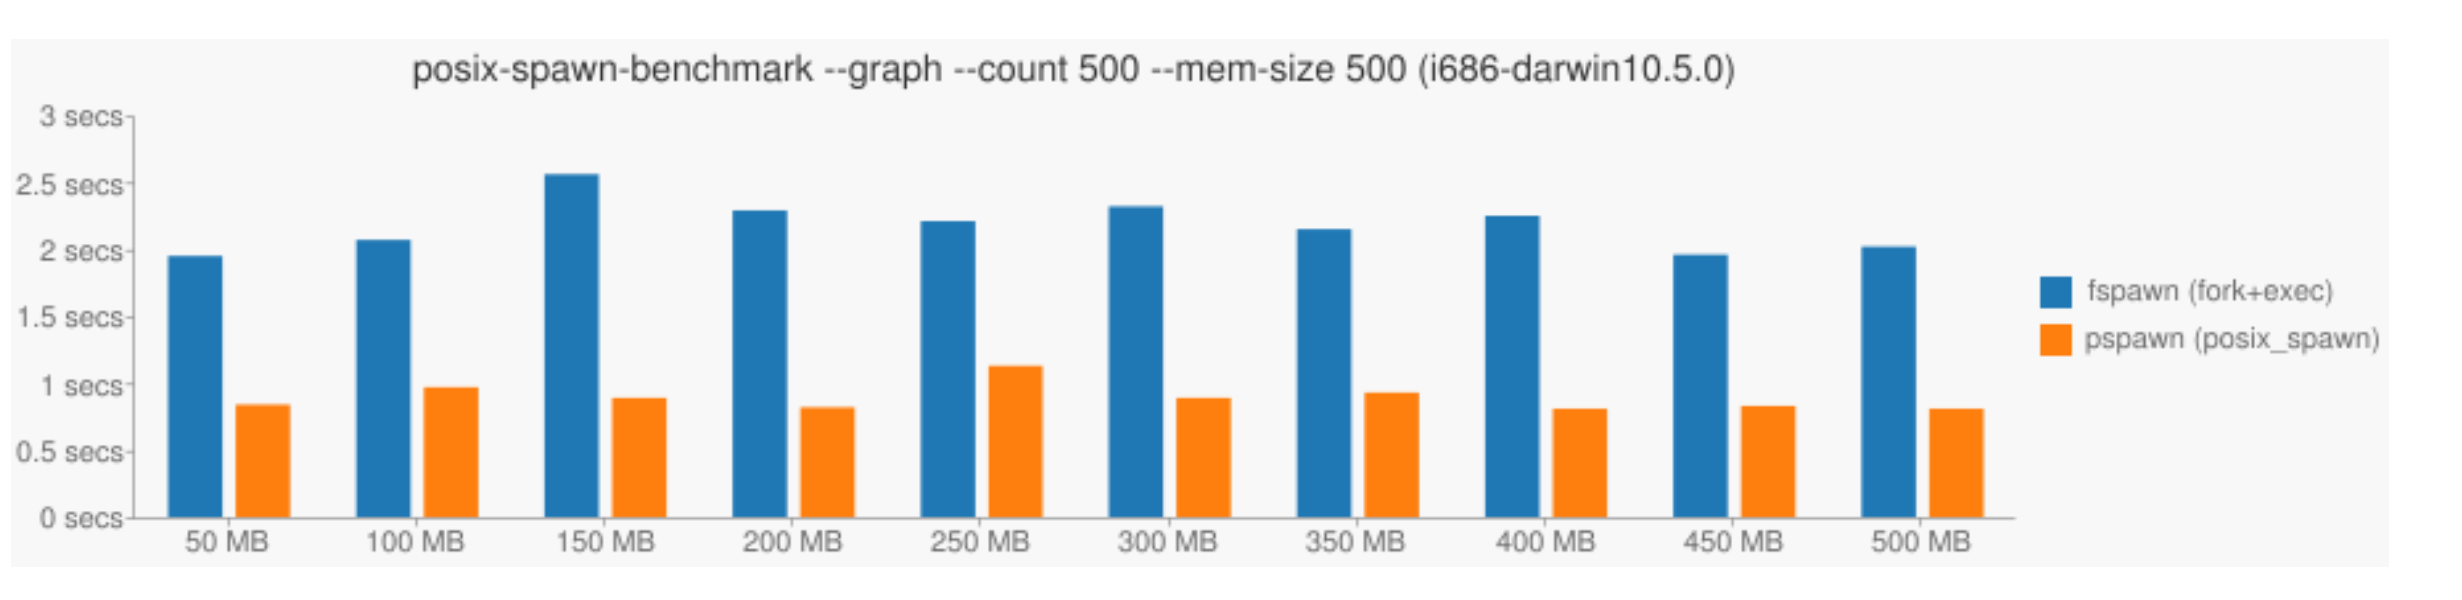 posix-spawn-benchmark --graph --count 500 --mem-size 500 (i686-darwin10.5.0)
3 secs
2.5 secs
2 secs
1.5 secs
1 secs
0.5 secs
0 secs
50 MB
100 MB
150 MB
200 MB
250 MB
300 MB
350 MB
400 MB
450 MB
500 MB
fspawn (fork+exec)
pspawn (posix_spawn)